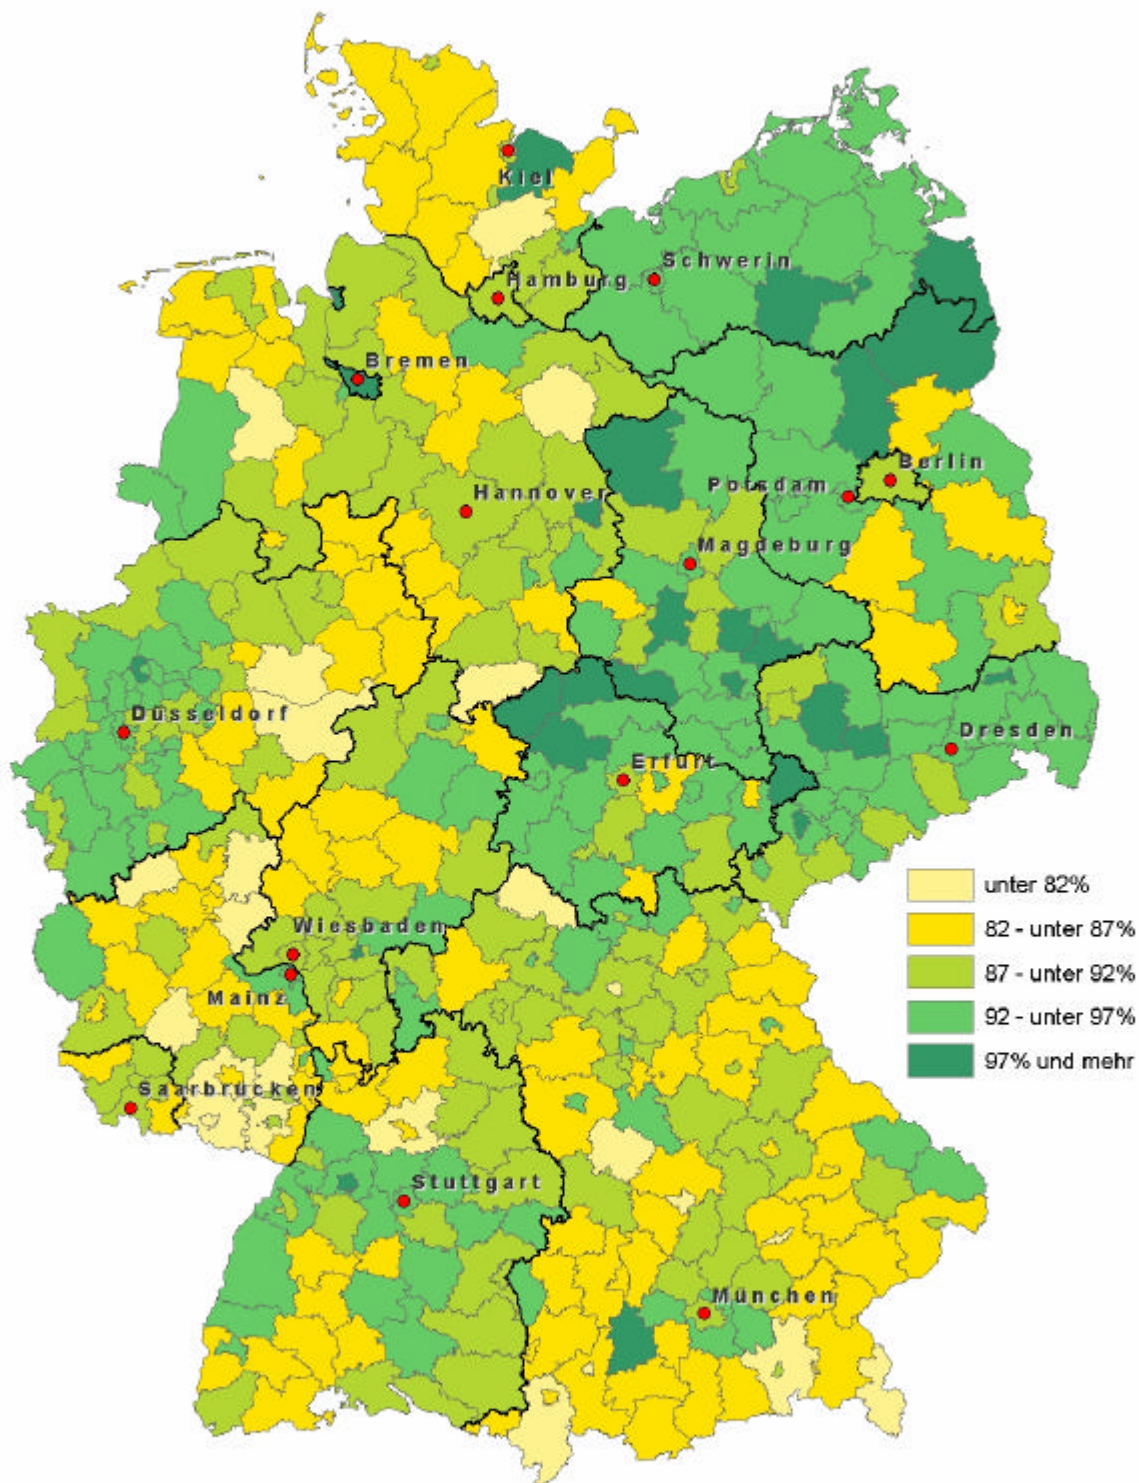 Kiel
Schwerin
Hamburg
Bremen
Berlin
Potsdam
Hannover
Magdeburg
Düsseldorf
Dresden
Erfurt
unter 82%
82 - unter 87%
Wiesbaden
87 - unter 92%
Mainz
92 - unter 97%
97% und mehr
Saarbrücken
Stuttgart
München